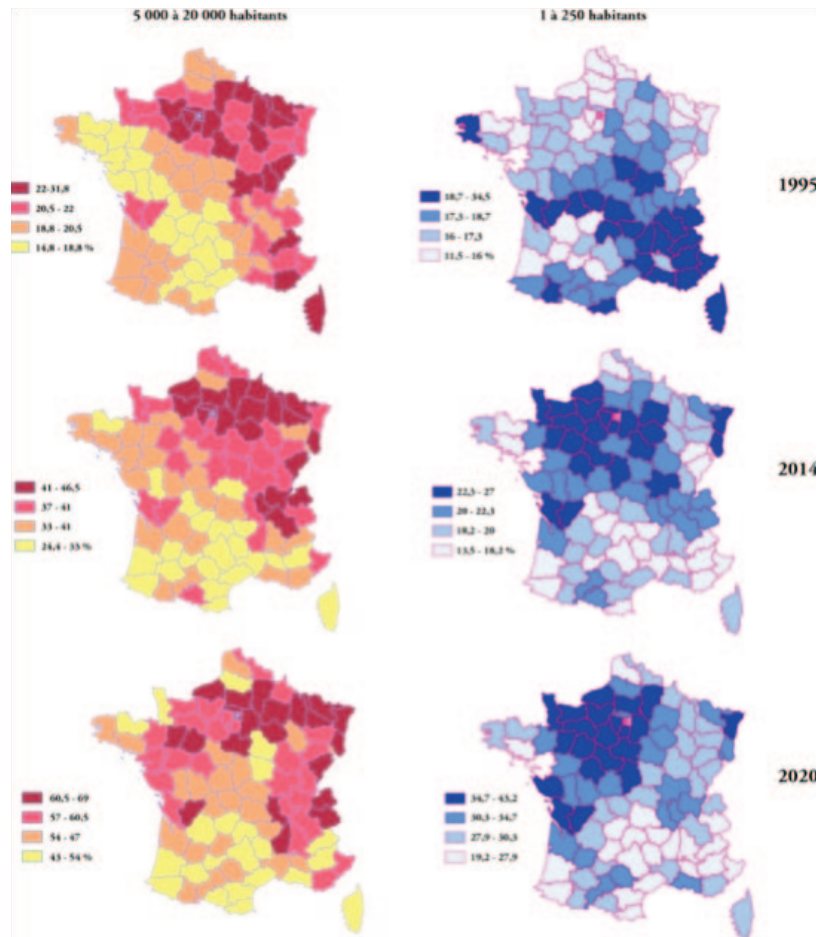 5 000 à 20 000 habitants
1 à 250 habitants
22-31,8
20,5 - 22
18,8 - 20,5
14,8 - 18,8 %
18,7 - 34,5
17,3 - 18,7
16 - 17,3
11,5 - 16 %
1995
41 - 46,5
37 - 41
33 - 41
24,4 - 33 %
22,3 - 27
20 - 22,3
18,2 - 20
13,5 - 18,2 %
2014
60,5 - 69
57 - 60,5
54 - 47
43 - 54 %
34,7 - 43,2
30,3 - 34,7
27,9 - 30,3
19,2 - 27,9
2020